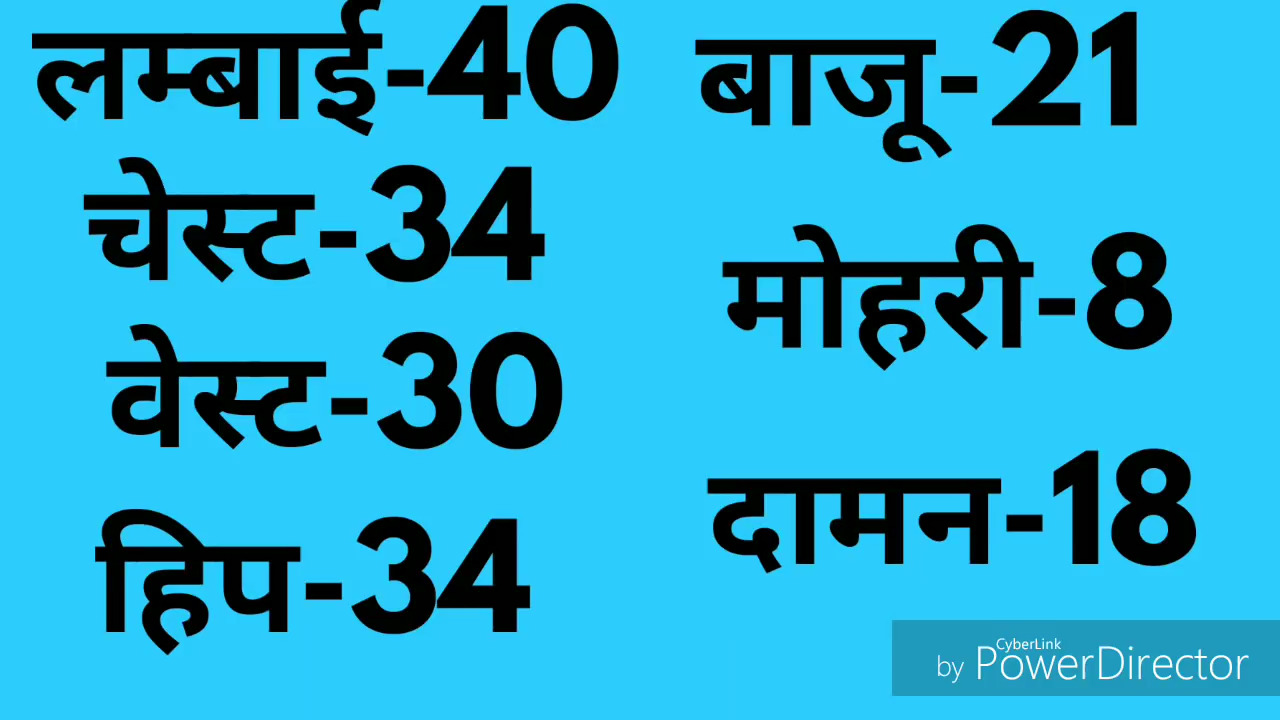 लम्बाई-40
चेस्ट-34
वेस्ट-30
हिप-34
बाजू-21
मोहरी-8
दामन-18
CyberLink
by PowerDirector